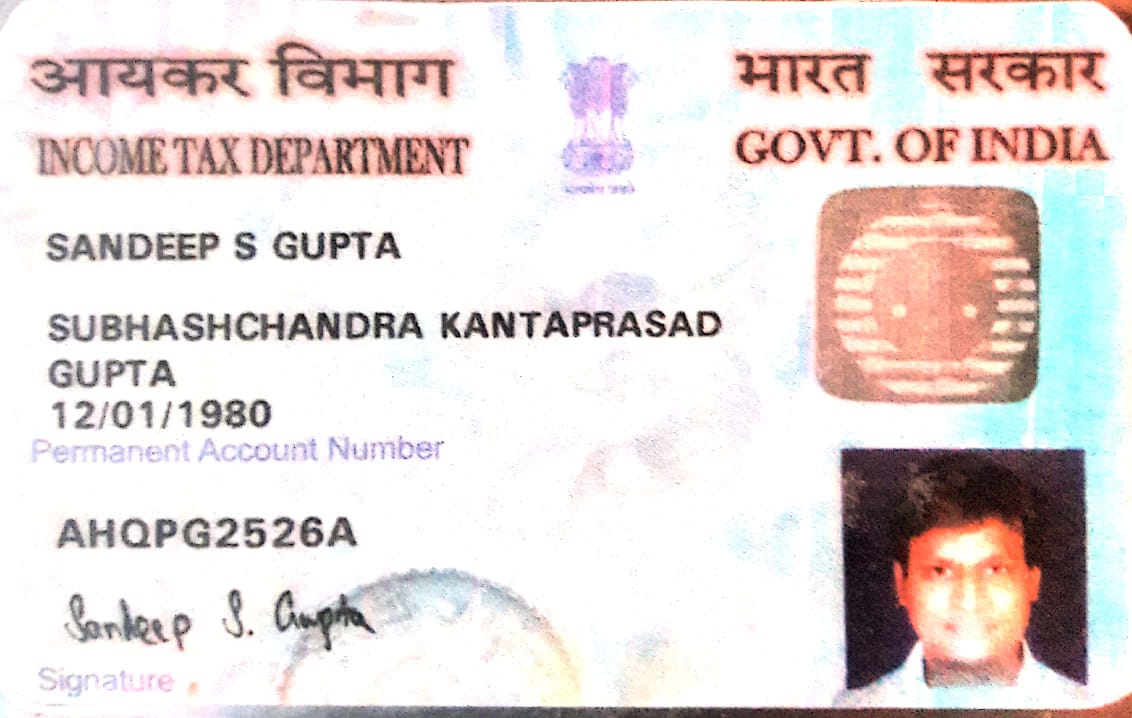 आयकर विभाग
भारत सरकार
INCOME TAX DEPARTMENT
GOVT. OF INDIA
SANDEEP S GUPTA
SUBHASHCHANDRA KANTAPRASAD
GUPTA
12/01/1980
Permanent Account Number
AHQPG2526A
Sandeep S. Gupta
Signature